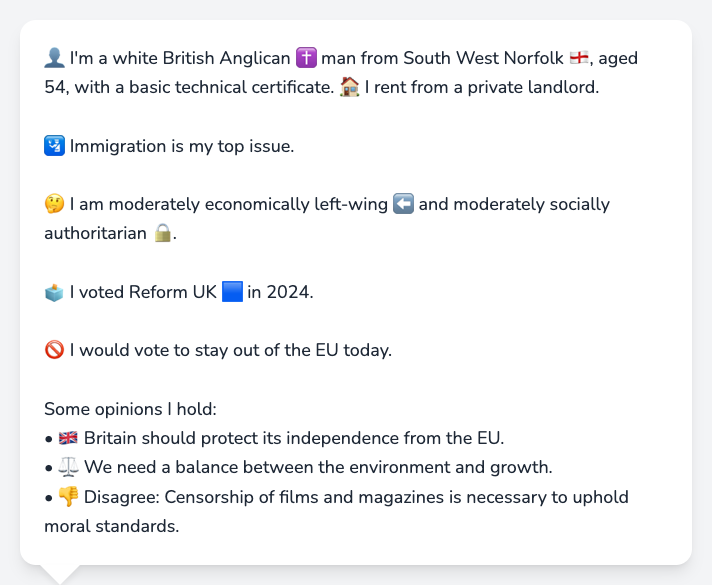 👤 I'm a white British Anglican ✝️ man from South West Norfolk 🏴󠁧󠁢󠁥󠁮󠁧󠁿, aged
54, with a basic technical certificate. 🏠 I rent from a private landlord.
🛂 Immigration is my top issue.
🤔 I am moderately economically left-wing ⬅️ and moderately socially
authoritarian 🔒.
🗳️ I voted Reform UK 🟦 in 2024.
🚫 I would vote to stay out of the EU today.
Some opinions I hold:
• 🇬🇧 Britain should protect its independence from the EU.
• ⚖️ We need a balance between the environment and growth.
• 👎 Disagree: Censorship of films and magazines is necessary to uphold
moral standards.